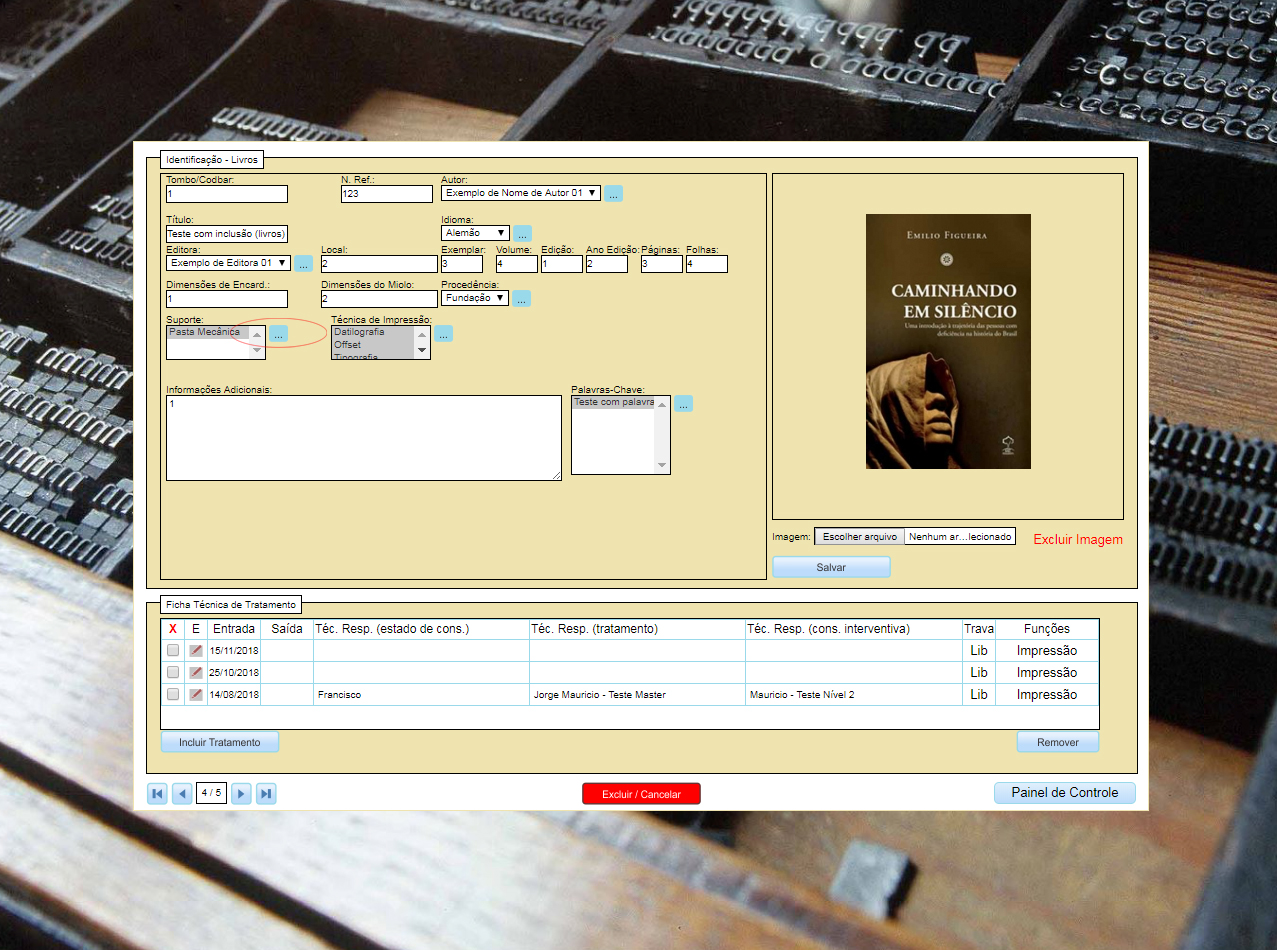 Identificação - Livros
Tombo/Codbar: N. Ref.: Autor:
1 123 Exemplo de Nome de Autor 01 ...
Título: Idioma:
Teste com inclusão (livros) Alemão ...
Editora: Local: Exemplar: Volume: Edição: Ano Edição: Páginas: Folhas:
Exemplo de Editora 01 ... 2 3 4 1 2 3 4
Dimensões de Encard.: Dimensões do Miolo: Procedência:
1 2 Fundação ...
Suporte: Técnica de Impressão:
Pasta Mecânica ... Datilografia ...
Offset
Tipografia
Informações Adicionais: Palavras-Chave:
1 Teste com palavra ...
EMILIO FIGUEIRA
CAMINHANDO
EM SILÊNCIO
Uma introdução à trajetória das pessoas com
deficiência na história do Brasil
Imagem: Escolher arquivo Nenhum ar...lecionado Excluir Imagem
Salvar
Ficha Técnica de Tratamento
X E Entrada Saída Téc. Resp. (estado de cons.) Téc. Resp. (tratamento) Téc. Resp. (cons. interventiva) Trava Funções
15/11/2018 Lib Impressão
25/10/2018 Lib Impressão
14/08/2018 Francisco Jorge Mauricio - Teste Master Mauricio - Teste Nível 2 Lib Impressão
Incluir Tratamento Remover
4 / 5 Excluir / Cancelar Painel de Controle